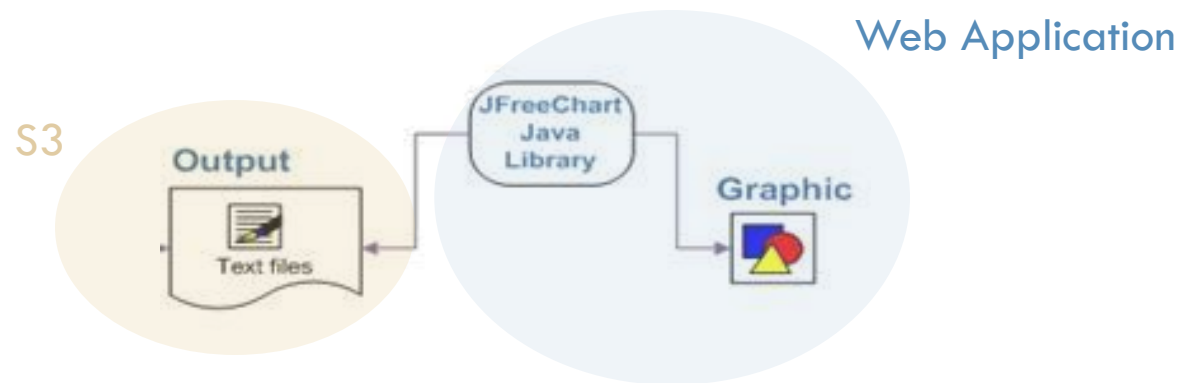 Web Application
S3
Output
Text files
JFreeChart
Java
Library
Graphic